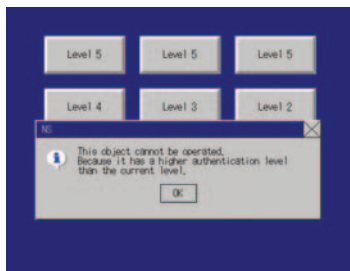 Level 5 Level 5 Level 5
Level 4 Level 3 Level 2
NS
This object cannot be operated.
Because it has a higher authentication level
than the current level.
OK